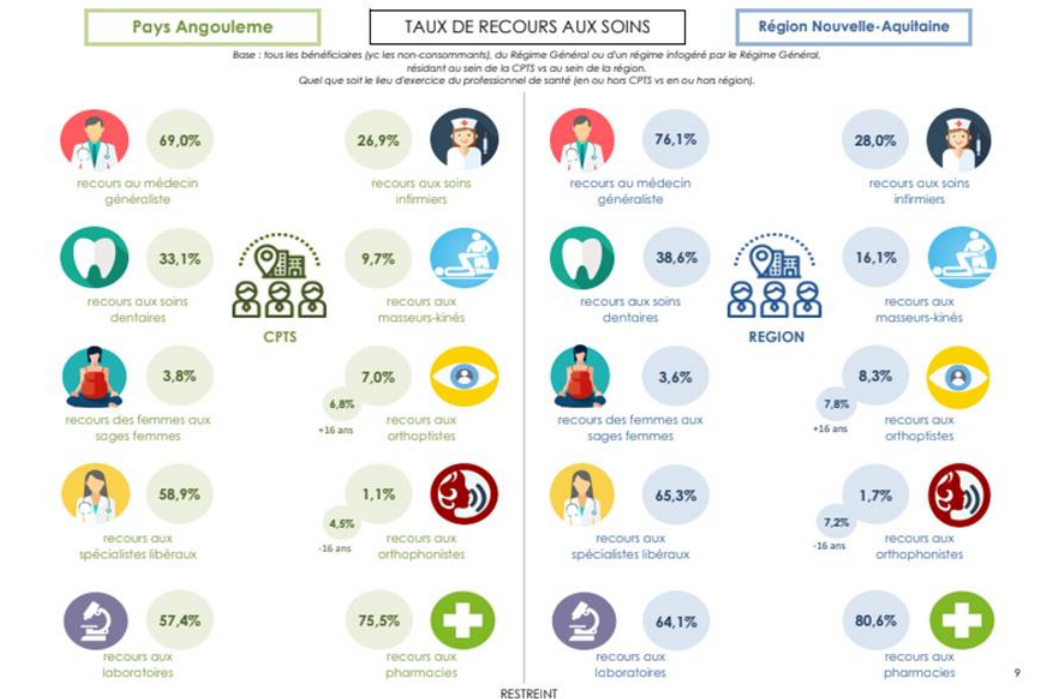 Pays Angouleme
TAUX DE RECOURS AUX SOINS
Région Nouvelle-Aquitaine
Base : tous les bénéficiaires (yc les non-consommants), du Régime Général ou d'un régime infogéré par le Régime Général,
résidant au sein de la CPTS vs au sein de la région.
Quel que soit le lieu d'exercice du professionnel de santé (en ou hors CPTS vs en ou hors région).
69,0%
recours au médecin
généraliste
26,9%
recours aux soins
infirmiers
33,1%
recours aux soins
dentaires
CPTS
9,7%
recours aux
masseurs-kinés
3,8%
recours des femmes aux
sages femmes
7,0%
6,8%
+16 ans
recours aux
orthoptistes
58,9%
recours aux
spécialistes libéraux
1,1%
4,5%
-16 ans
recours aux
orthophonistes
57,4%
recours aux
laboratoires
75,5%
recours aux
pharmacies
76,1%
recours au médecin
généraliste
28,0%
recours aux soins
infirmiers
38,6%
recours aux soins
dentaires
REGION
16,1%
recours aux
masseurs-kinés
3,6%
recours des femmes aux
sages femmes
8,3%
7,8%
+16 ans
recours aux
orthoptistes
65,3%
recours aux
spécialistes libéraux
1,7%
7,2%
-16 ans
recours aux
orthophonistes
64,1%
recours aux
laboratoires
80,6%
recours aux
pharmacies
9
RESTREINT